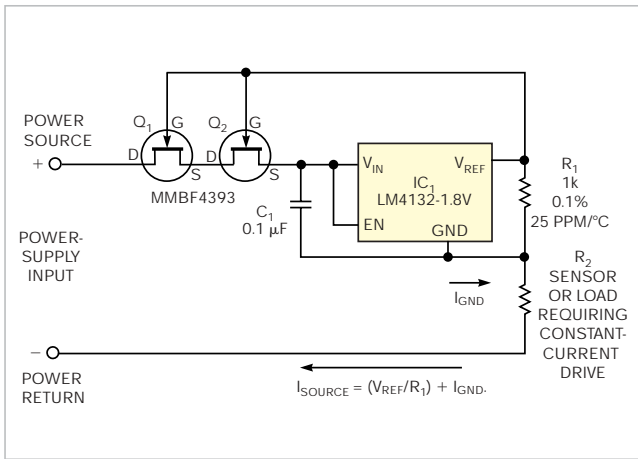 POWER
SOURCE
+
Q1
G
D
S
Q2
G
D
S
MMBF4393
C1
0.1 µF
VIN
EN
IC1
LM4132-1.8V
VREF
GND
R1
1k
0.1%
25 PPM/°C
POWER-
SUPPLY
INPUT
IGND
R2
SENSOR
OR LOAD
REQUIRING
CONSTANT-
CURRENT
DRIVE
−
POWER
RETURN
ISOURCE = (VREF/R1) + IGND.